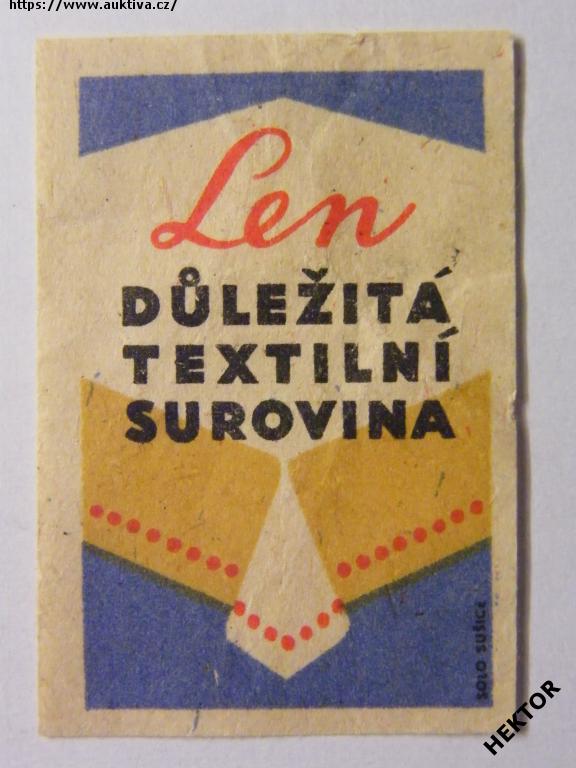 https://www.auktiva.cz/
Len
DŮLEŽITÁ
TEXTILNÍ
SUROVINA
SOLO SUŠICE
HEKTOR